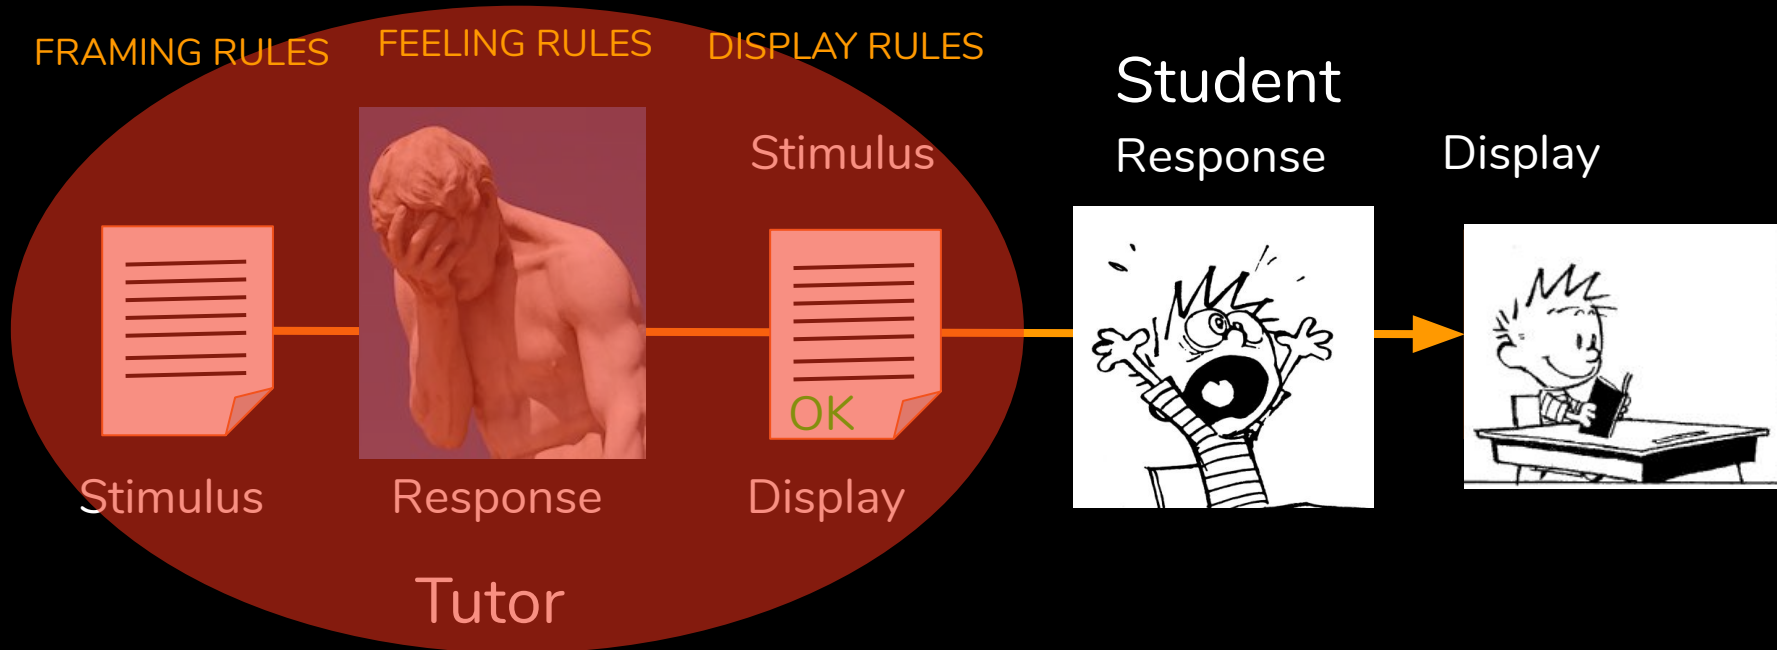 FRAMING RULES
FEELING RULES
DISPLAY RULES
Student
Stimulus
Response
Display
OK
Stimulus
Response
Display
Tutor